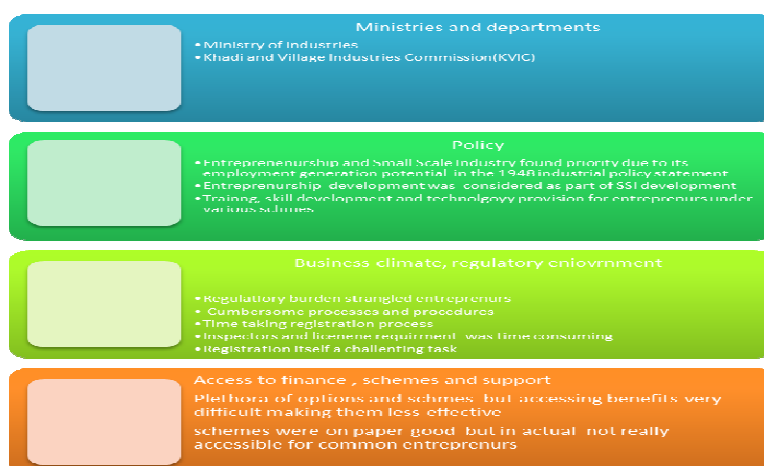 Ministries and departments
•Ministry of Industries
•Khadi and Village Industries Commission(KVIC)
Policy
•Entreprenenurship and Small Scale Industry found priority due to its
employment generation potential in the 1948 industrial policy statement
•Entreprenurship development was considered as part of SSI development
•Training, skill development and technolgoyy provision for entreprenurs under
various schmes
Business climate, regulatory eniovrnment
•Regulatiory burden strangled entreprenurs
• Cumbersome processes and procedures
•Time taking registration process
•Inspectors and licenene requirment was time consuming
•Registration itself a challenting task
Access to finance , schemes and support
Plethora of options and schmes but accessing benefits very
difficult making them less effective
schemes were on paper good but in actual not really
accessible for common entreprenurs